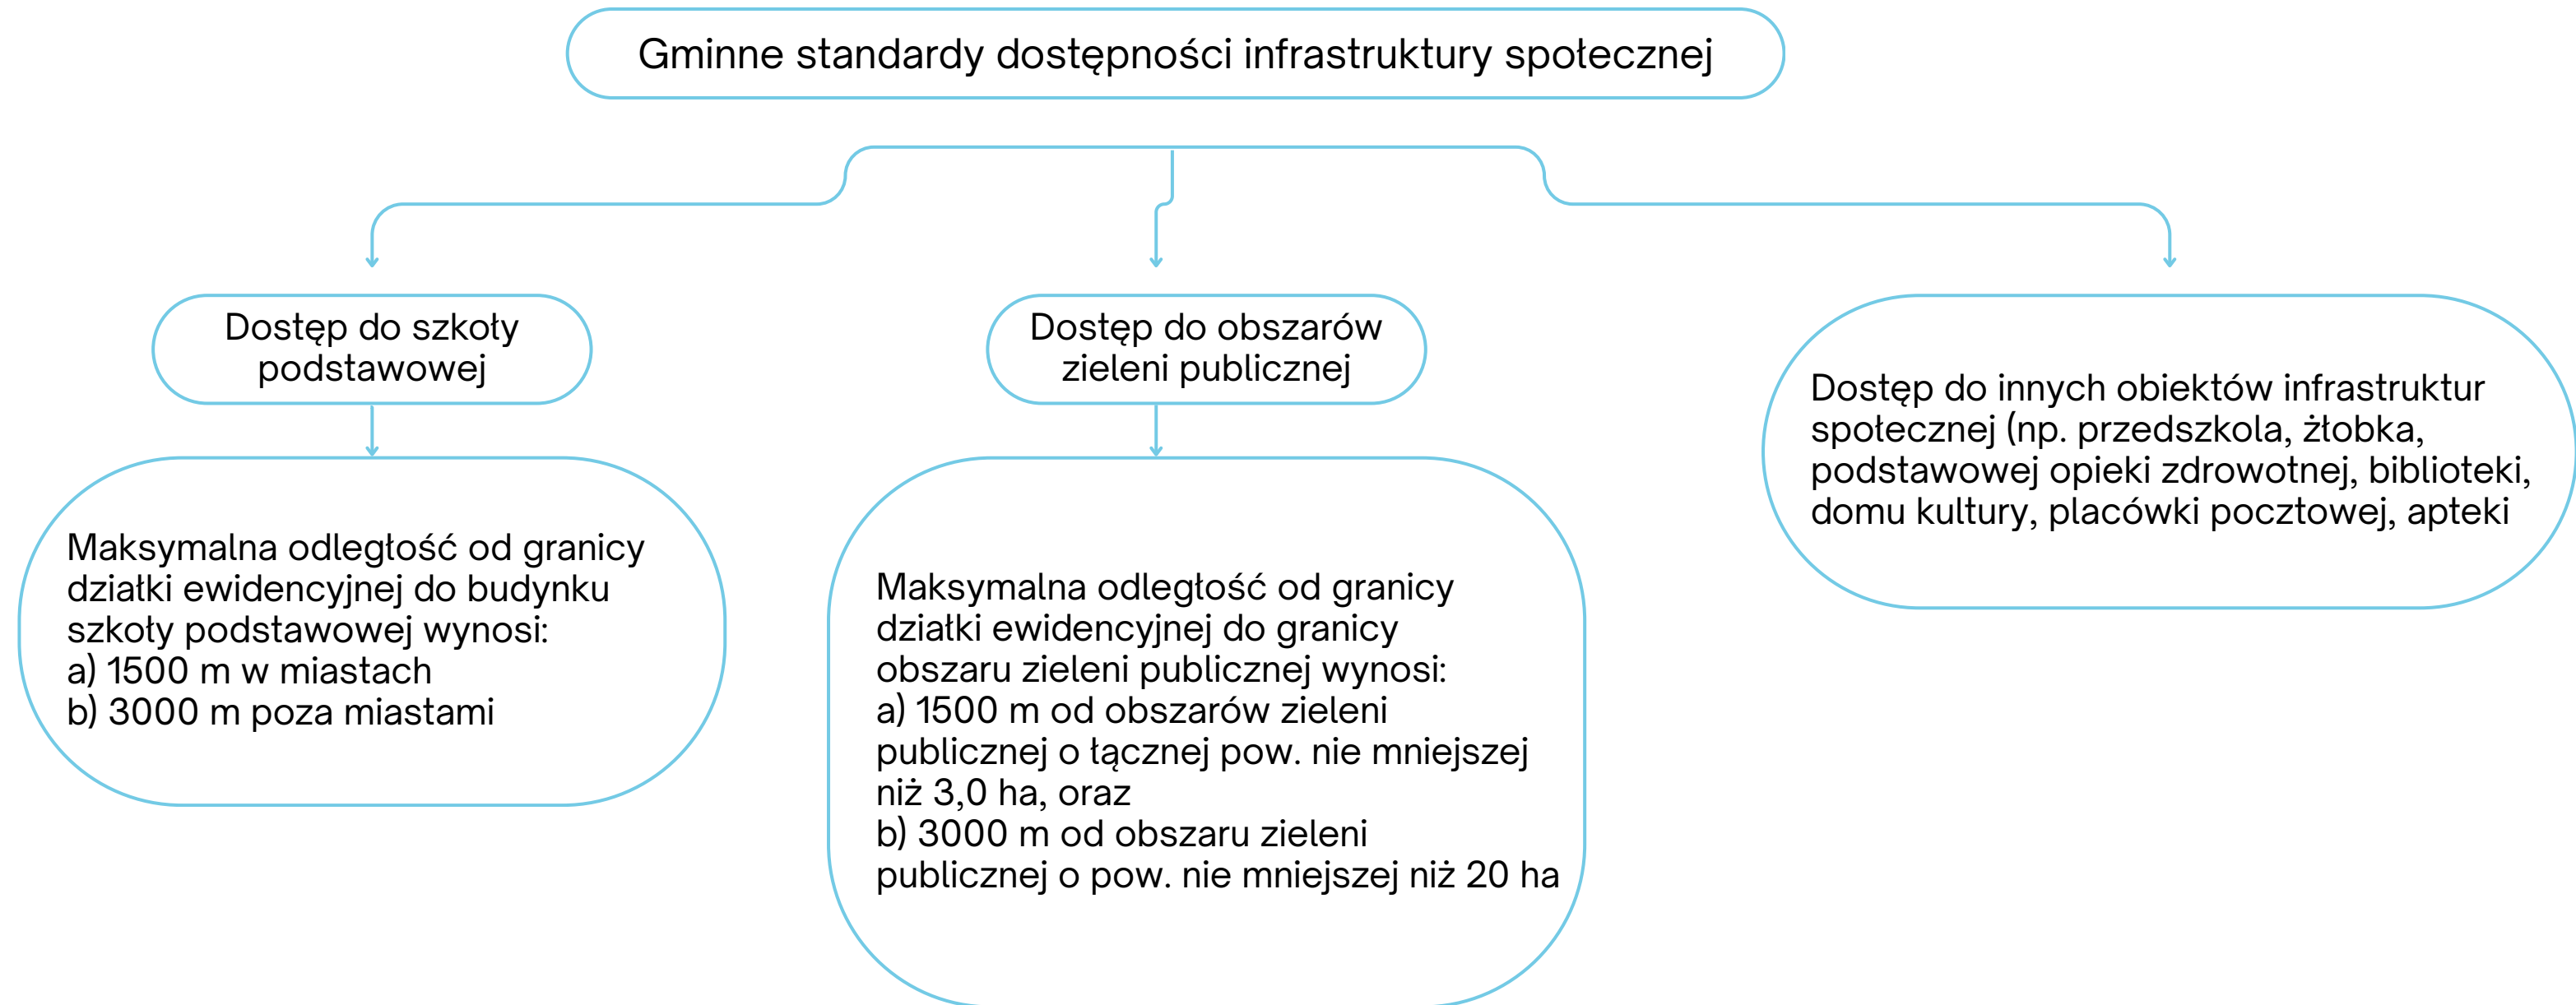 Gminne standardy dostępności infrastruktury społecznej
Dostęp do szkoły
podstawowej
Maksymalna odległość od granicy
działki ewidencyjnej do budynku
szkoły podstawowej wynosi:
a) 1500 m w miastach
b) 3000 m poza miastami
Dostęp do obszarów
zieleni publicznej
Maksymalna odległość od granicy
działki ewidencyjnej do granicy
obszaru zieleni publicznej wynosi:
a) 1500 m od obszarów zieleni
publicznej o łącznej pow. nie mniejszej
niż 3,0 ha, oraz
b) 3000 m od obszaru zieleni
publicznej o pow. nie mniejszej niż 20 ha
Dostęp do innych obiektów infrastruktur
społecznej (np. przedszkola, żłobka,
podstawowej opieki zdrowotnej, biblioteki,
domu kultury, placówki pocztowej, apteki